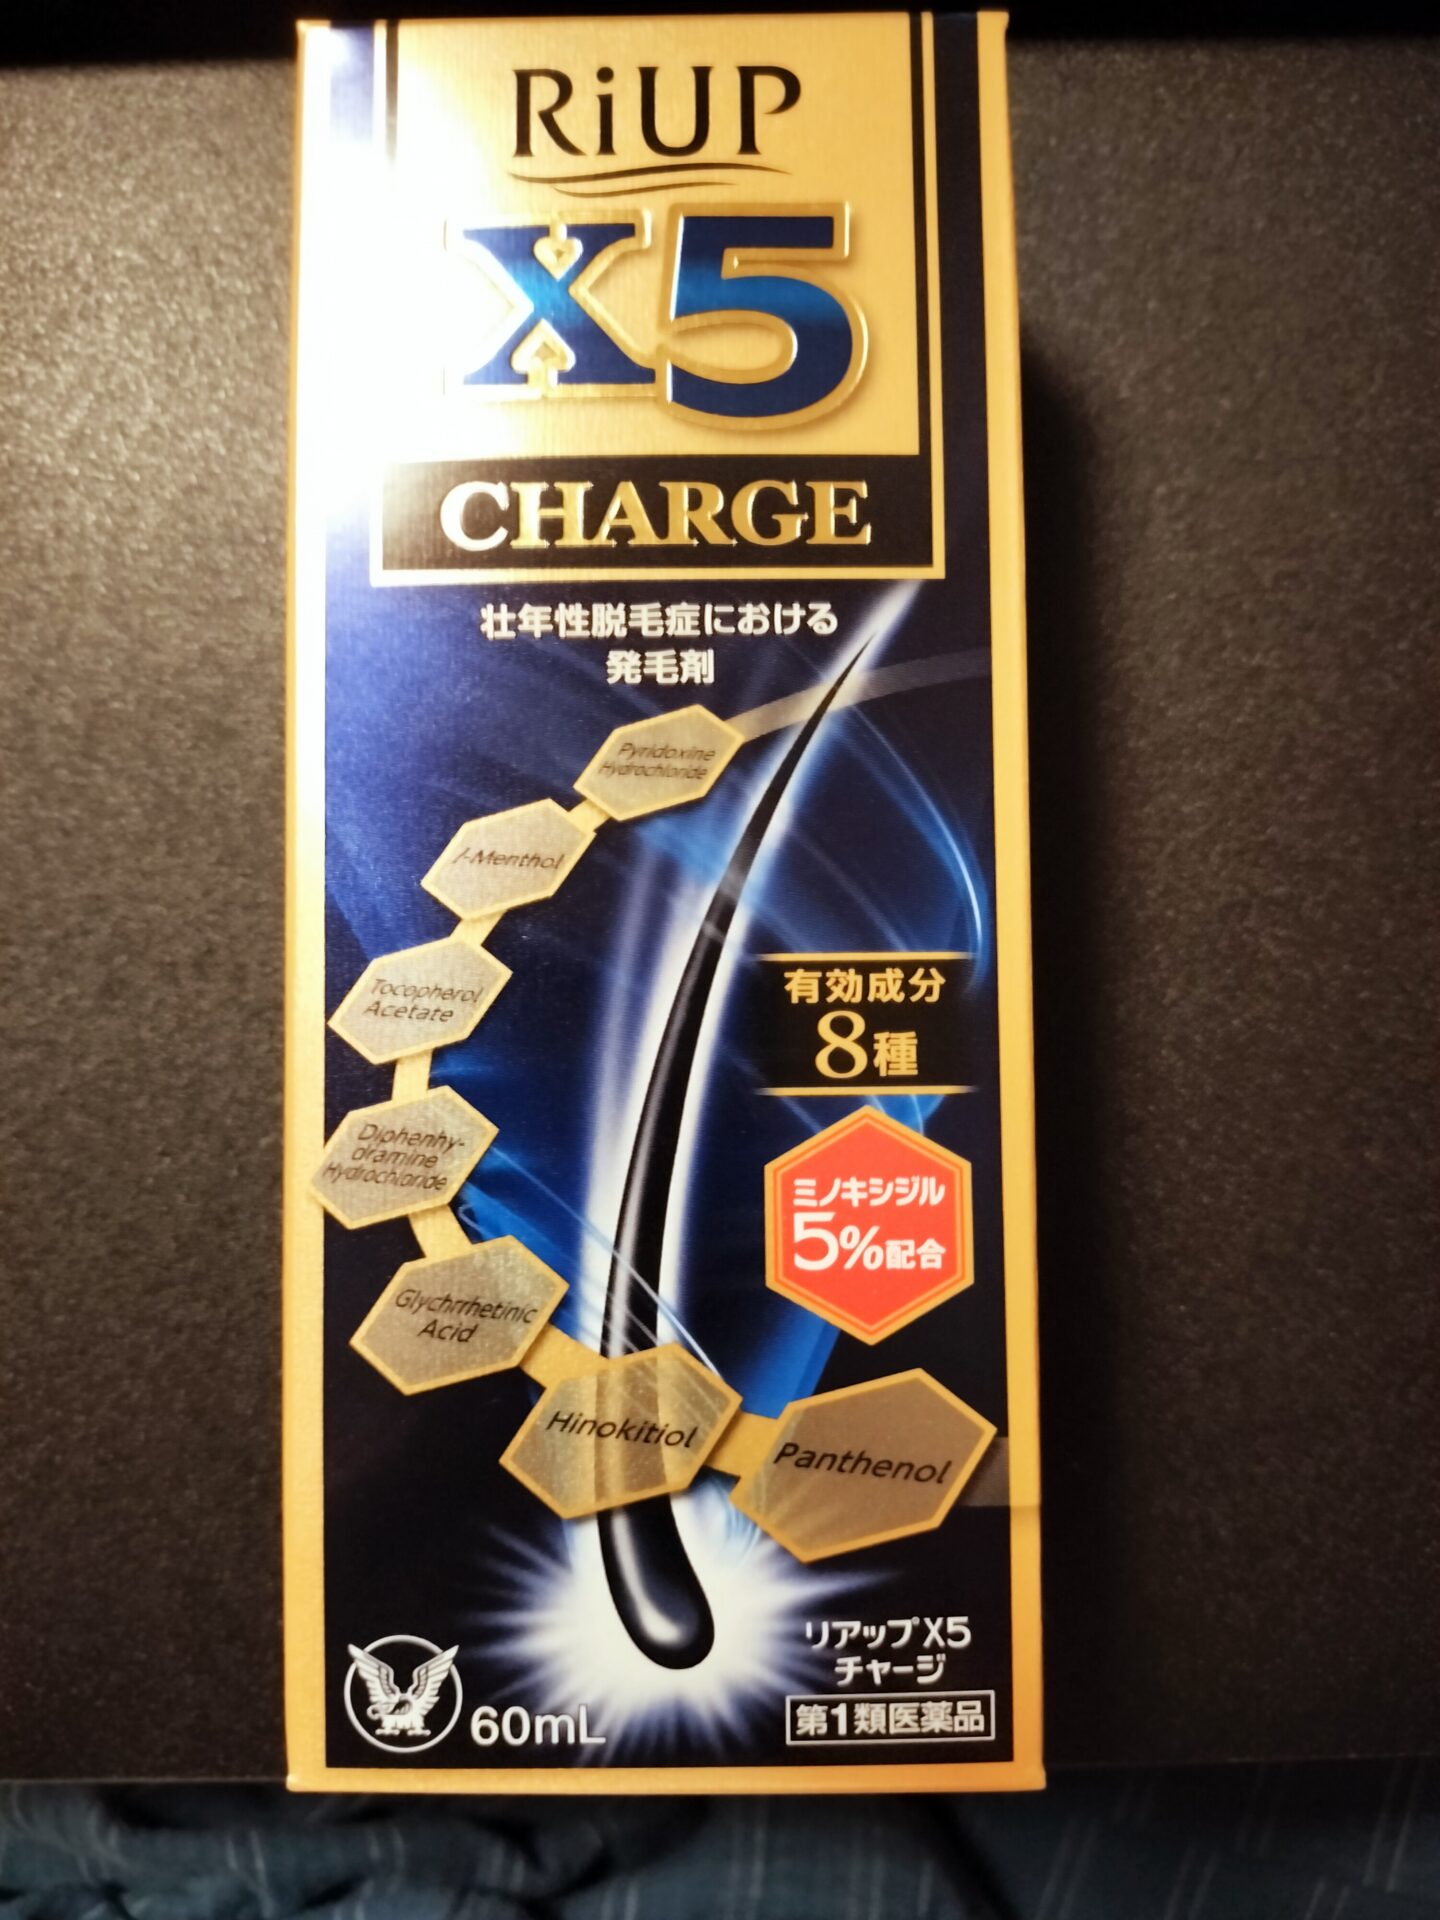 RiUP
X5
CHARGE
壮年性脱毛症における
発毛剤
Pyridoxine
Hydrochloride
l-Menthol
Tocopherol
Acetate
Diphenhy-
dramine
Hydrochloride
Glychrrhetinic
Acid
Hinokitiol
Panthenol
有効成分
8種
ミノキシジル
5%配合
リアップX5
チャージ
第1類医薬品
60mL